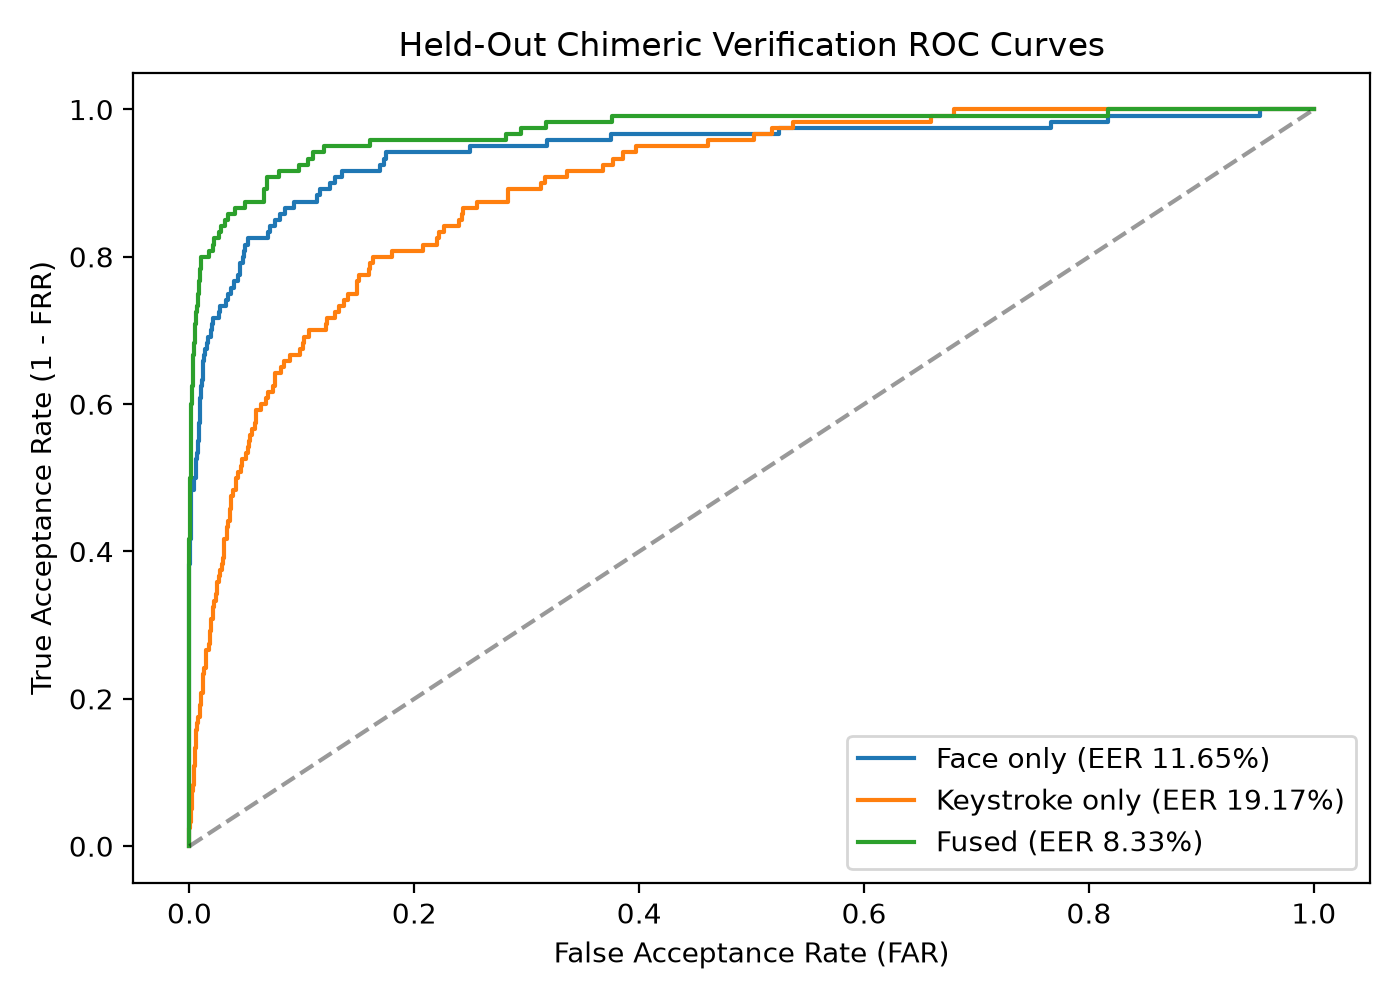 Held-Out Chimeric Verification ROC Curves
True Acceptance Rate (1 - FRR)
1.0
0.8
0.6
0.4
0.2
0.0
0.0 0.2 0.4 0.6 0.8 1.0
False Acceptance Rate (FAR)
Face only (EER 11.65%)
Keystroke only (EER 19.17%)
Fused (EER 8.33%)